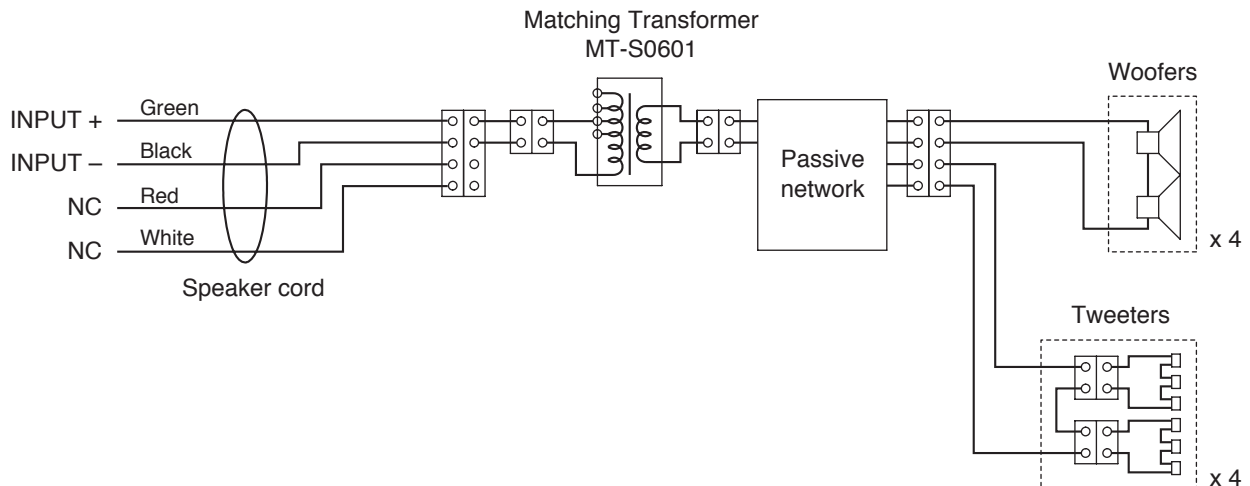 Matching Transformer
MT-S0601
Woofers
INPUT +
Green
INPUT –
Black
NC
Red
NC
White
Speaker cord
Passive
network
x 4
Tweeters
x 4